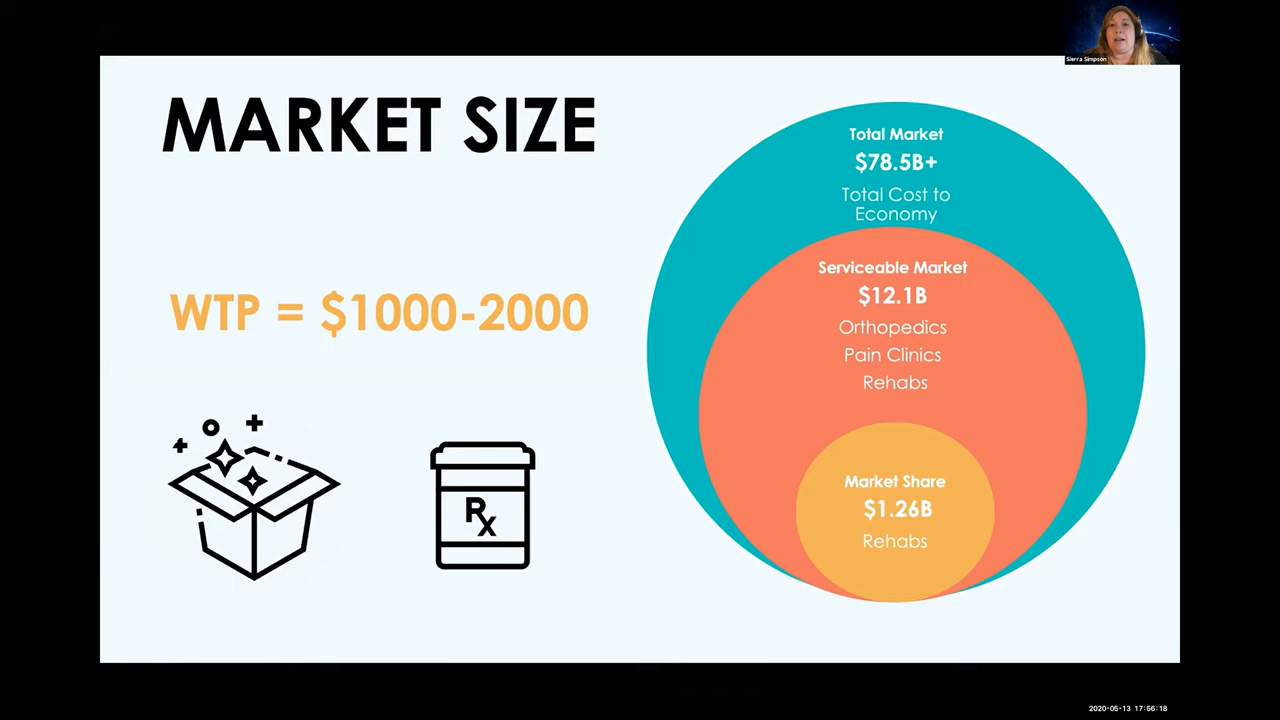 Sierra Simpson
MARKET SIZE
WTP = $1000-2000
Rx
Total Market
$78.5B+
Total Cost to
Economy
Serviceable Market
$12.1B
Orthopedics
Pain Clinics
Rehabs
Market Share
$1.26B
Rehabs
2020-05-13 17:56:18